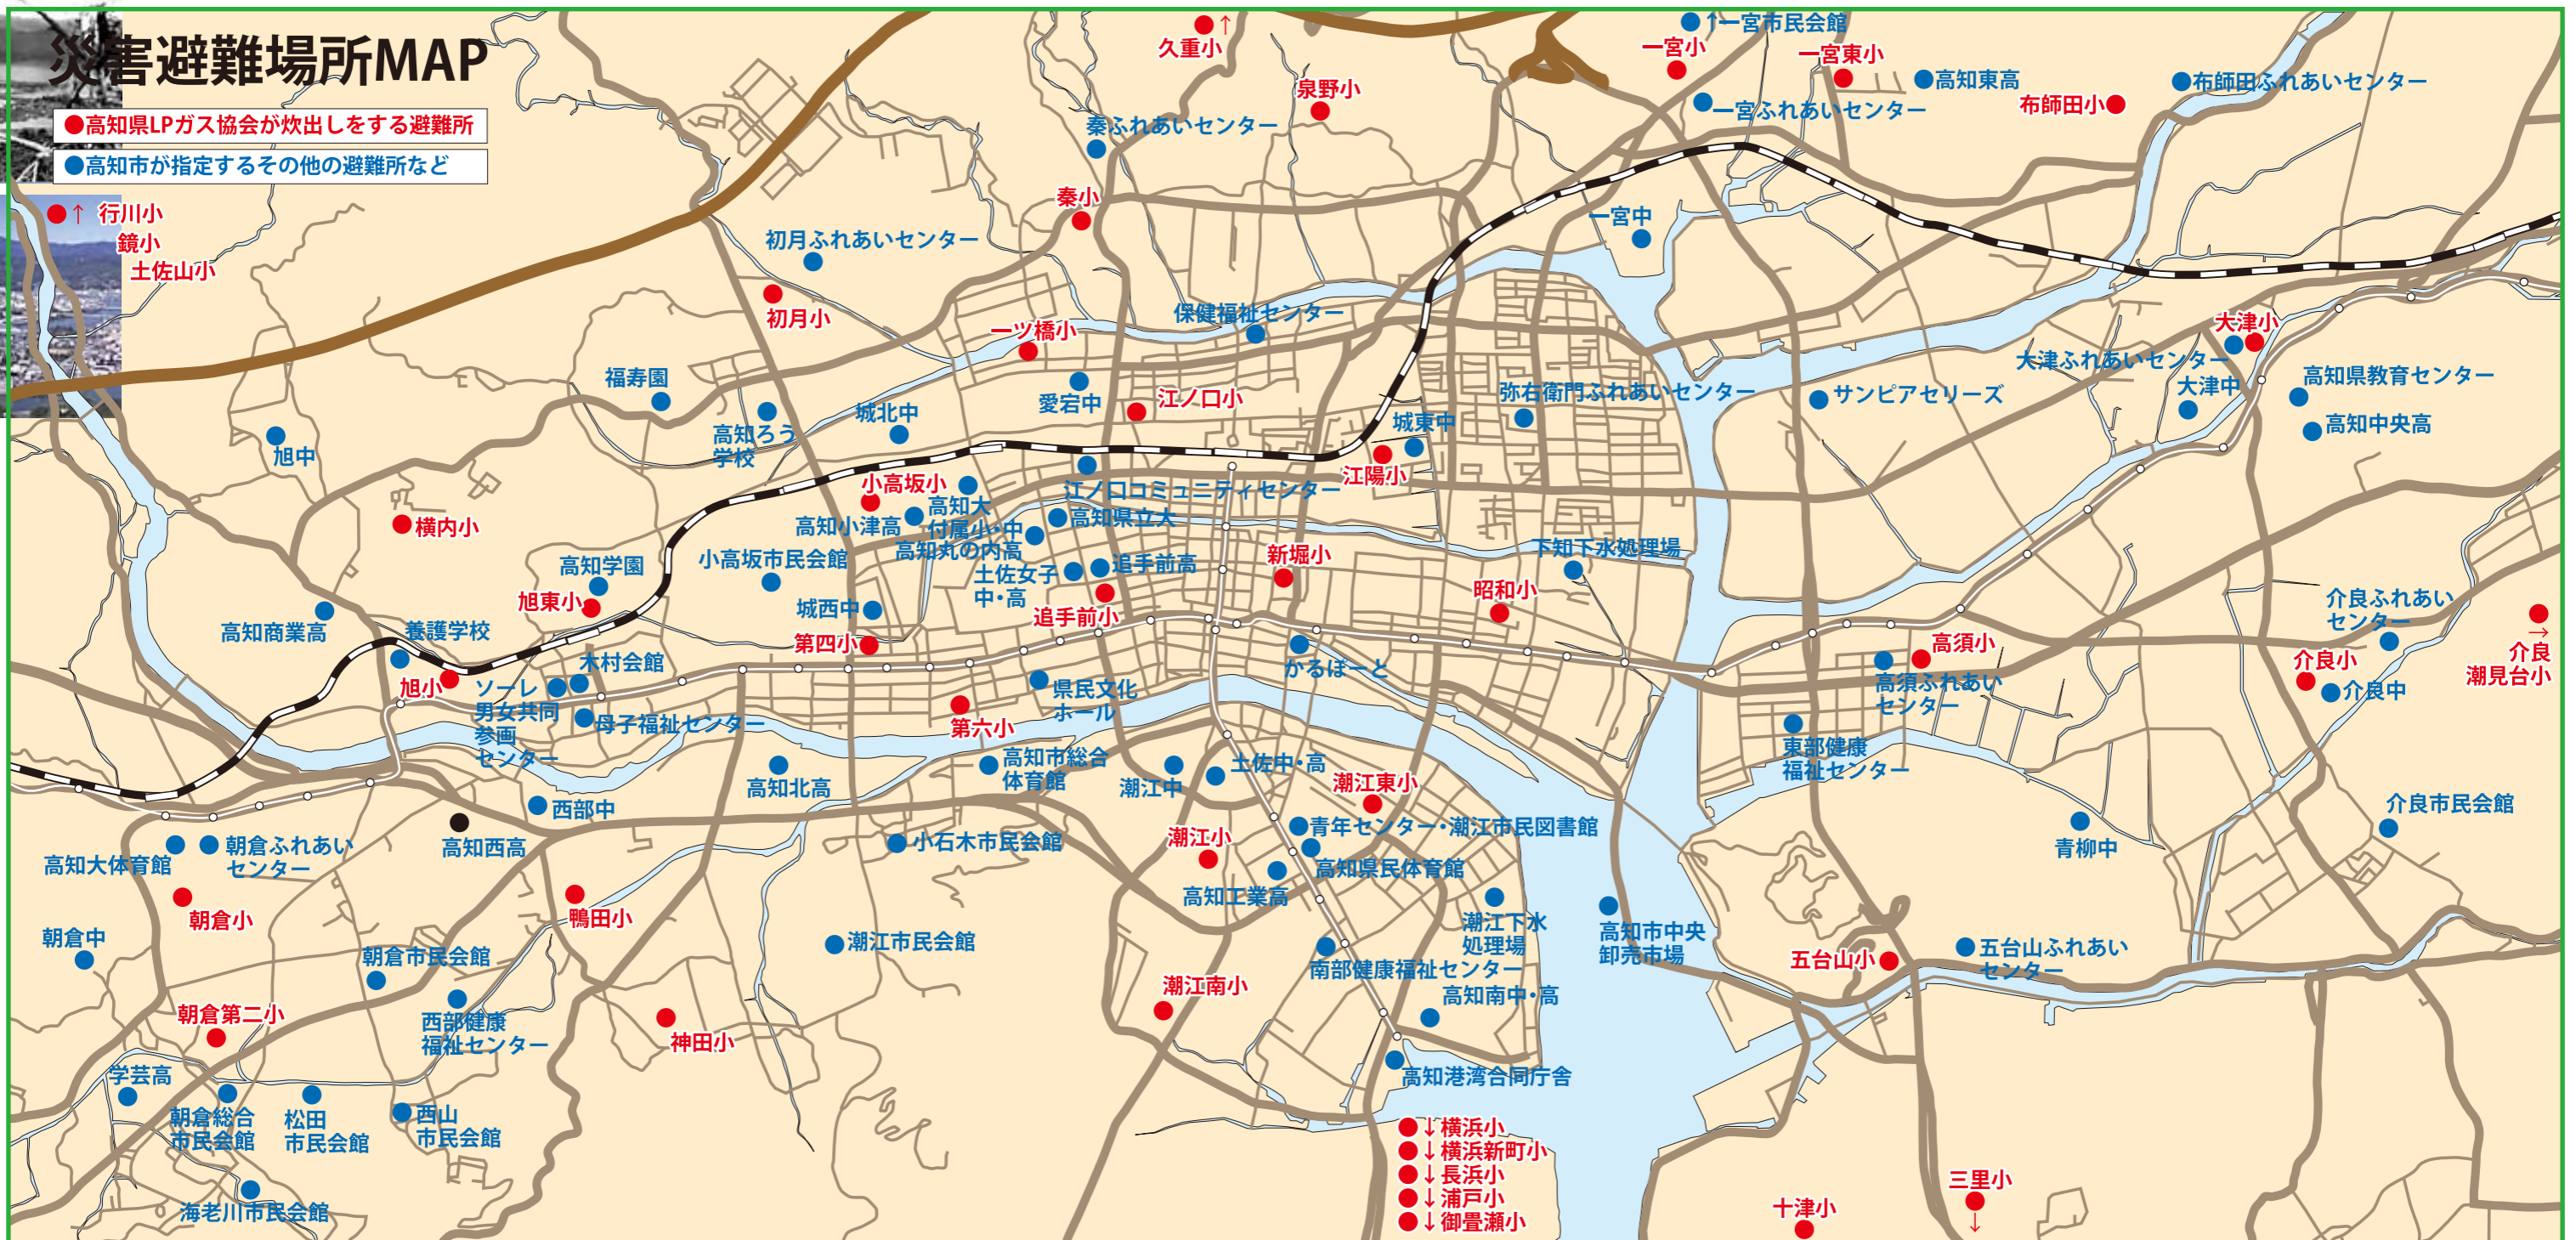 災害避難場所MAP
●高知県LPガス協会が炊出しをする避難所
●高知市が指定するその他の避難所など
↑ 行川小
鏡小
土佐山小
久重小
↑
泉野小
秦ふれあいセンター
秦小
↑一宮市民会館
一宮小
一宮東小
高知東高
一宮ふれあいセンター
布師田小
布師田ふれあいセンター
一宮中
初月ふれあいセンター
初月小
一ツ橋小
保健福祉センター
福寿園
高知ろう
学校
城北中
愛宕中
江ノ口小
弥右衛門ふれあいセンター
城東中
江陽小
サンピアセリーズ
大津小
大津ふれあいセンター
大津中
高知県教育センター
高知中央高
旭中
横内小
小高坂小
高知小津高
高知大
付属小・中
江ノ口コミュニティセンター
高知県立大
高知丸の内高
土佐女子
中・高
追手前高
追手前小
新堀小
下知下水処理場
昭和小
高知学園
旭東小
小高坂市民会館
城西中
第四小
高知商業高
養護学校
旭小
木村会館
ソーレ
男女共同
参画
センター
母子福祉センター
県民文化
ホール
第六小
かるぽーと
高須小
高須ふれあい
センター
東部健康
福祉センター
介良ふれあい
センター
介良小
介良中
→
介良
潮見台小
介良市民会館
青柳中
高知北高
高知市総合
体育館
潮江中
土佐中・高
潮江東小
西部中
高知西高
小石木市民会館
潮江小
青年センター・潮江市民図書館
高知県民体育館
高知工業高
高知大体育館
朝倉ふれあい
センター
朝倉小
朝倉中
鴨田小
朝倉市民会館
潮江市民会館
潮江下水
処理場
南部健康福祉センター
高知市中央
卸売市場
五台山小
五台山ふれあい
センター
朝倉第二小
西部健康
福祉センター
神田小
潮江南小
高知南中・高
高知港湾合同庁舎
学芸高
朝倉総合
市民会館
松田
市民会館
西山
市民会館
海老川市民会館
↓横浜小
↓横浜新町小
↓長浜小
↓浦戸小
↓御畳瀬小
十津小
三里小
↓